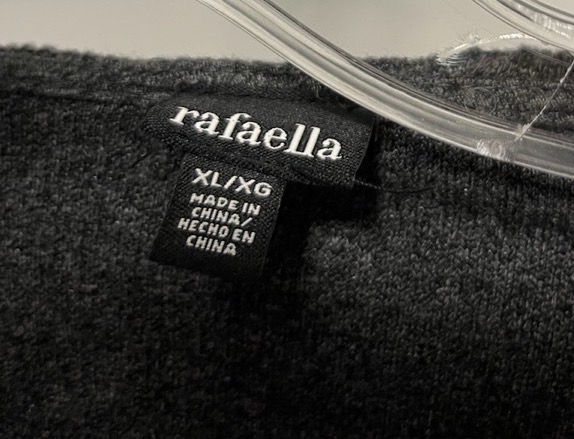 rafaella
XL/XG
MADE IN
CHINA/
HECHO EN
CHINA